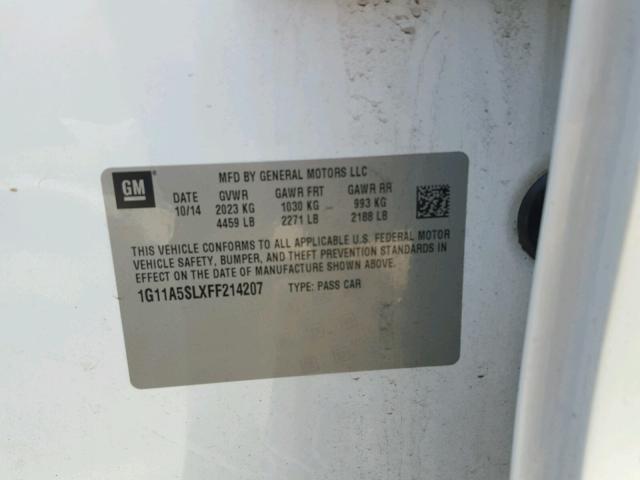 GM
MFD BY GENERAL MOTORS LLC
DATE GVWR GAWR FRT GAWR RR
10/14 2023 KG 1030 KG 993 KG
4459 LB 2271 LB 2188 LB
THIS VEHICLE CONFORMS TO ALL APPLICABLE U.S. FEDERAL MOTOR
VEHICLE SAFETY, BUMPER, AND THEFT PREVENTION STANDARDS IN
EFFECT ON THE DATE OF MANUFACTURE SHOWN ABOVE.
1G11A5SLXFF214207 TYPE: PASS CAR